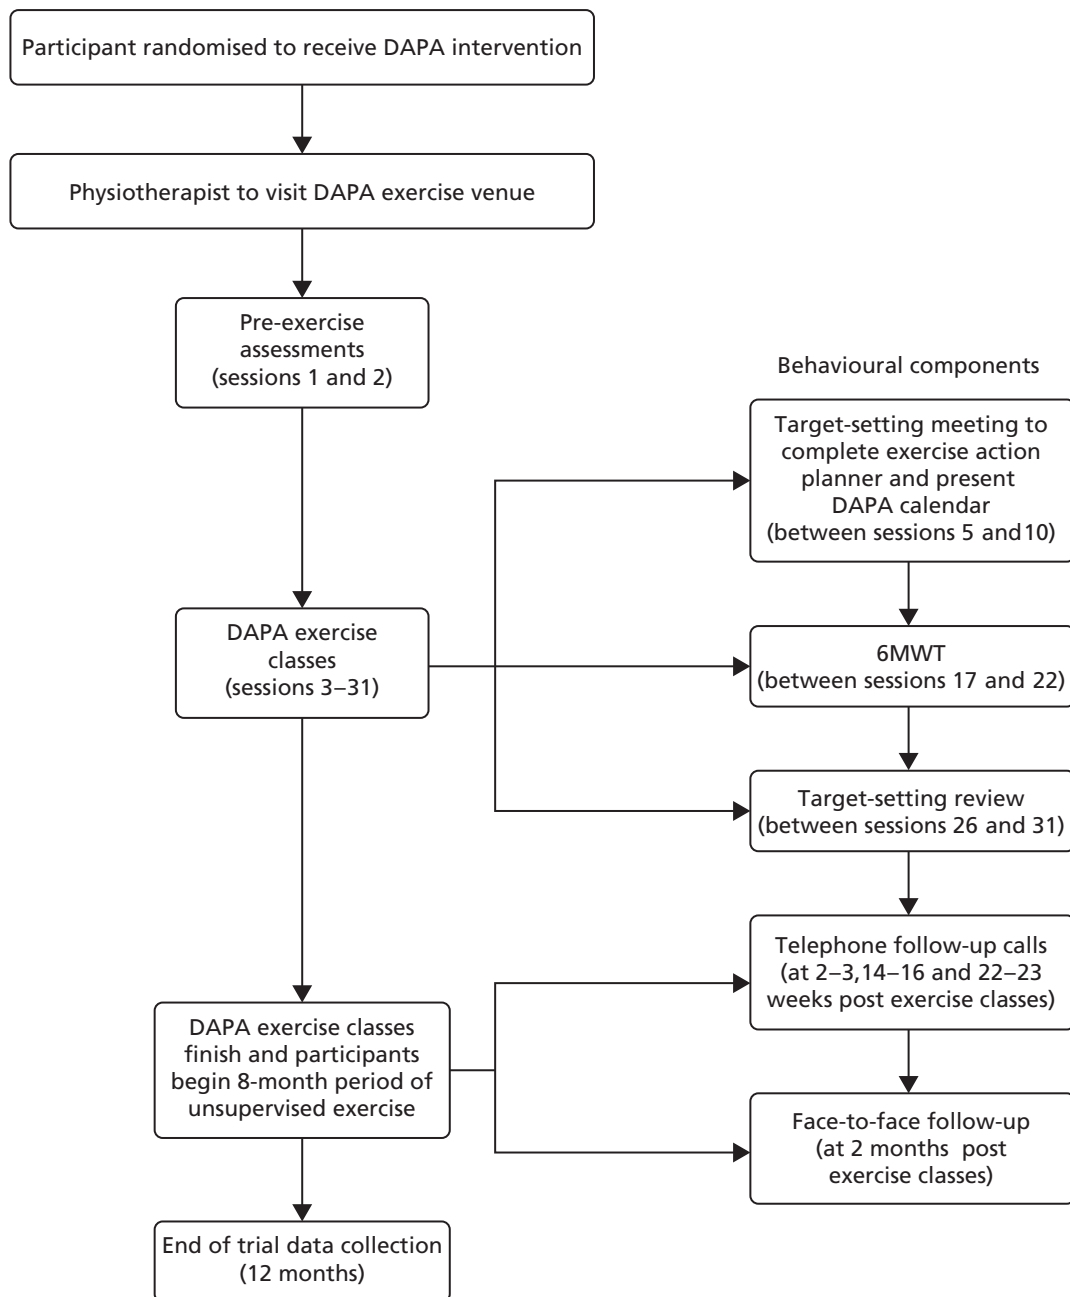 Participant randomised to receive DAPA intervention
Physiotherapist to visit DAPA exercise venue
Pre-exercise
assessments
(sessions 1 and 2)
Behavioural components
Target-setting meeting to
complete exercise action
planner and present
DAPA calendar
(between sessions 5 and 10)
DAPA exercise
classes
(sessions 3–31)
6MWT
(between sessions 17 and 22)
Target-setting review
(between sessions 26 and 31)
Telephone follow-up calls
(at 2–3,14–16 and 22–23
weeks post exercise classes)
DAPA exercise classes
finish and participants
begin 8-month period of
unsupervised exercise
Face-to-face follow-up
(at 2 months post
exercise classes)
End of trial data collection
(12 months)